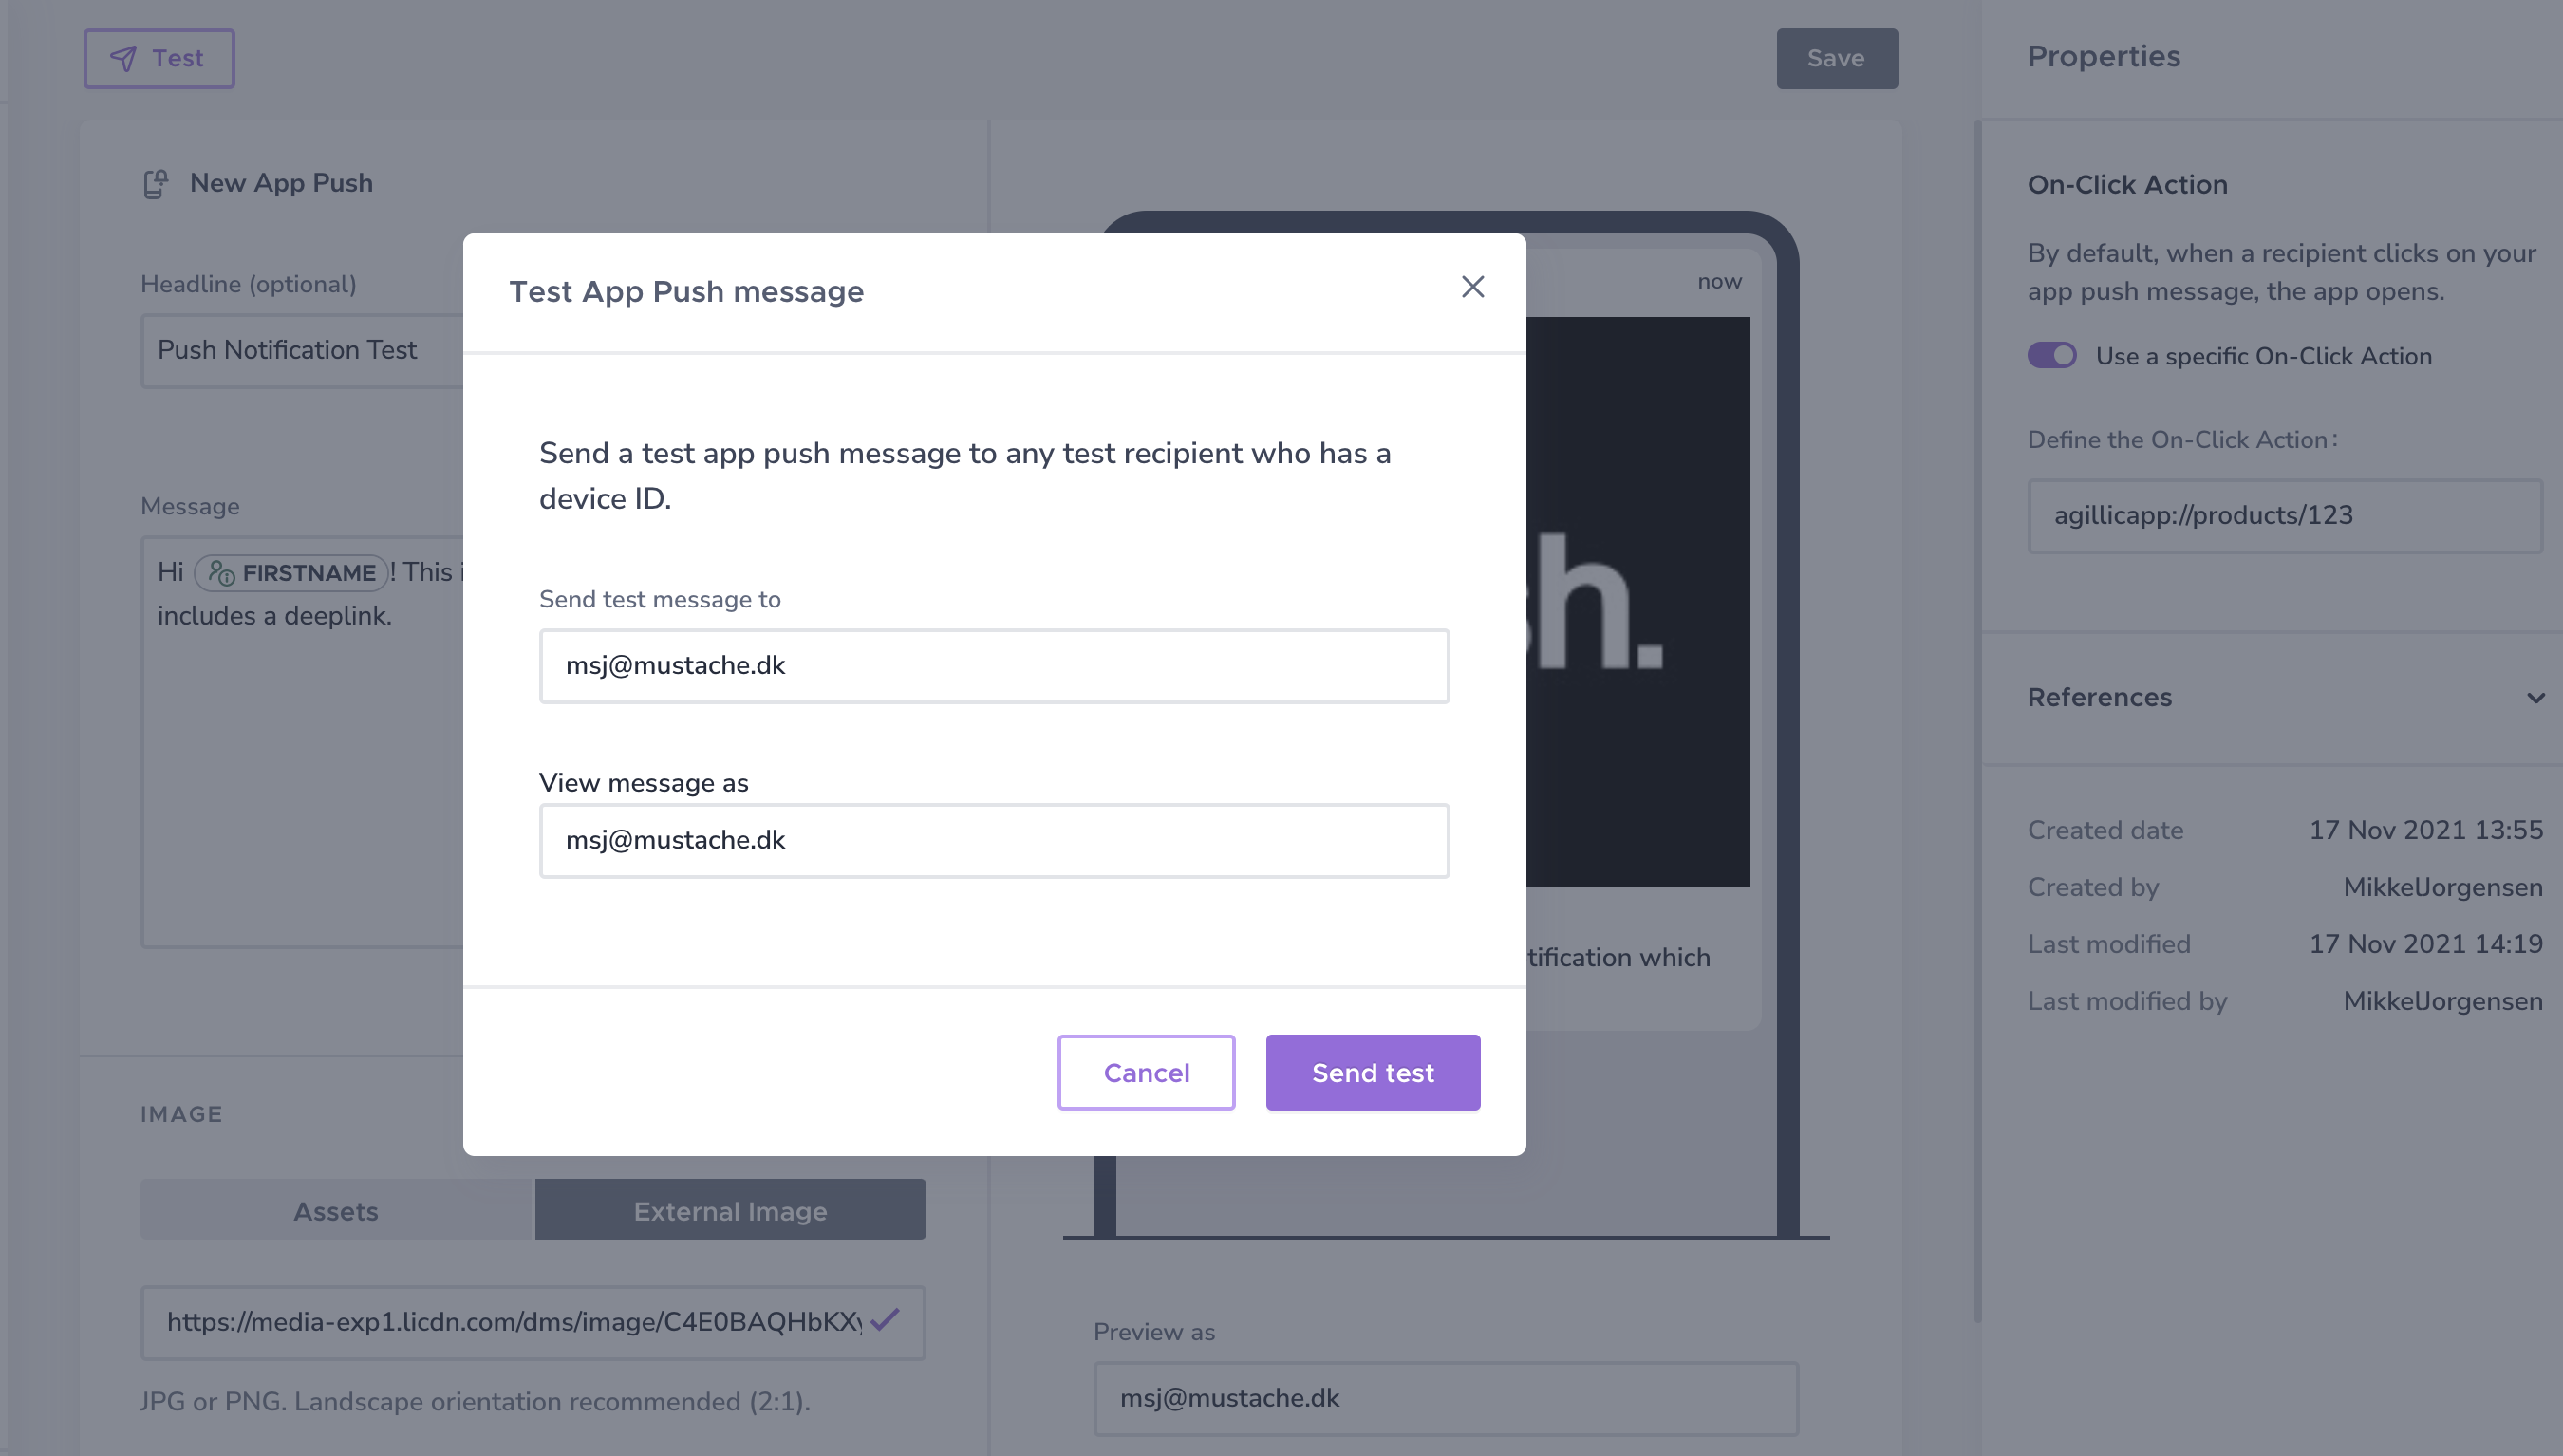 Test
Save
Properties
New App Push
Headline (optional)
Push Notification Test
Message
Hi FIRSTNAME! This i
includes a deeplink.
IMAGE
Assets
External Image
https://media-exp1.licdn.com/dms/image/C4E0BAQHbKXy
JPG or PNG. Landscape orientation recommended (2:1).
Test App Push message
Send a test app push message to any test recipient who has a
device ID.
Send test message to
msj@mustache.dk
View message as
msj@mustache.dk
Cancel
Send test
now
h.
tification which
Preview as
msj@mustache.dk
On-Click Action
By default, when a recipient clicks on your
app push message, the app opens.
Use a specific On-Click Action
Define the On-Click Action:
agillicapp://products/123
References
Created date 17 Nov 2021 13:55
Created by MikkelJorgensen
Last modified 17 Nov 2021 14:19
Last modified by MikkelJorgensen